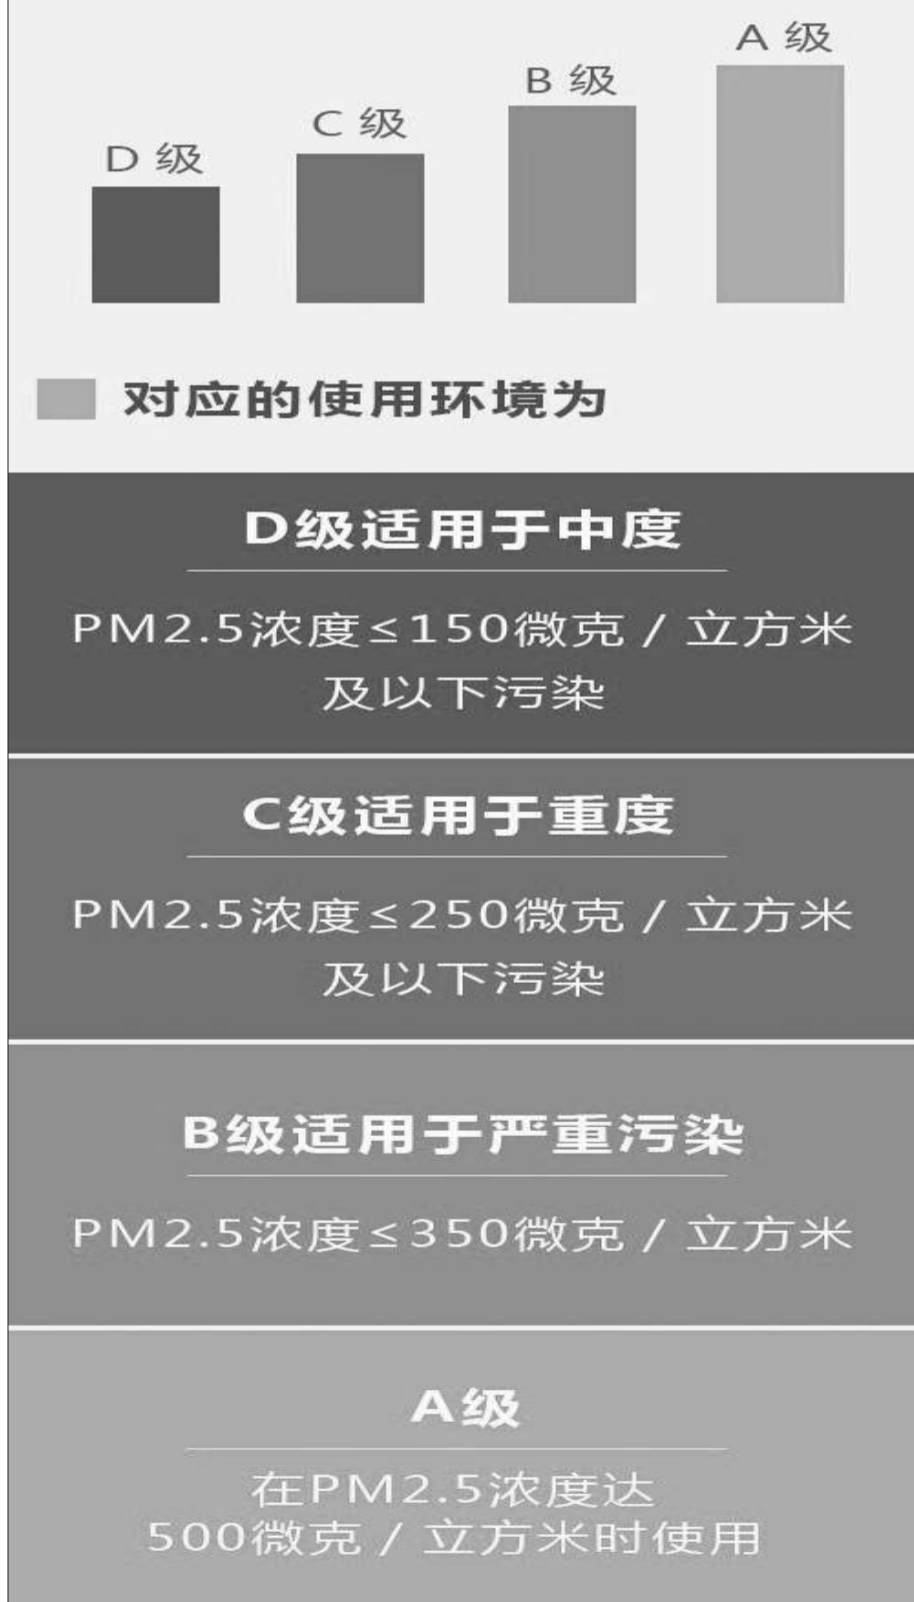 D 级
C 级
B 级
A 级
对应的使用环境为
D级适用于中度
PM2.5浓度≤150微克 / 立方米
及以下污染
C级适用于重度
PM2.5浓度≤250微克 / 立方米
及以下污染
B级适用于严重污染
PM2.5浓度≤350微克 / 立方米
A级
在PM2.5浓度达
500微克 / 立方米时使用